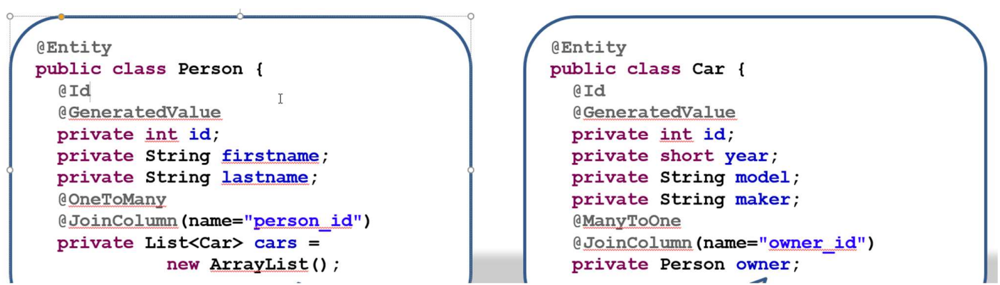 @Entity
public class Person {
@Id
@GeneratedValue
private int id;
private String firstname;
private String lastname;
@OneToMany
@JoinColumn(name="person_id")
private List<Car> cars =
new ArrayList();
@Entity
public class Car {
@Id
@GeneratedValue
private int id;
private short year;
private String model;
private String maker;
@ManyToOne
@JoinColumn(name="owner_id")
private Person owner;